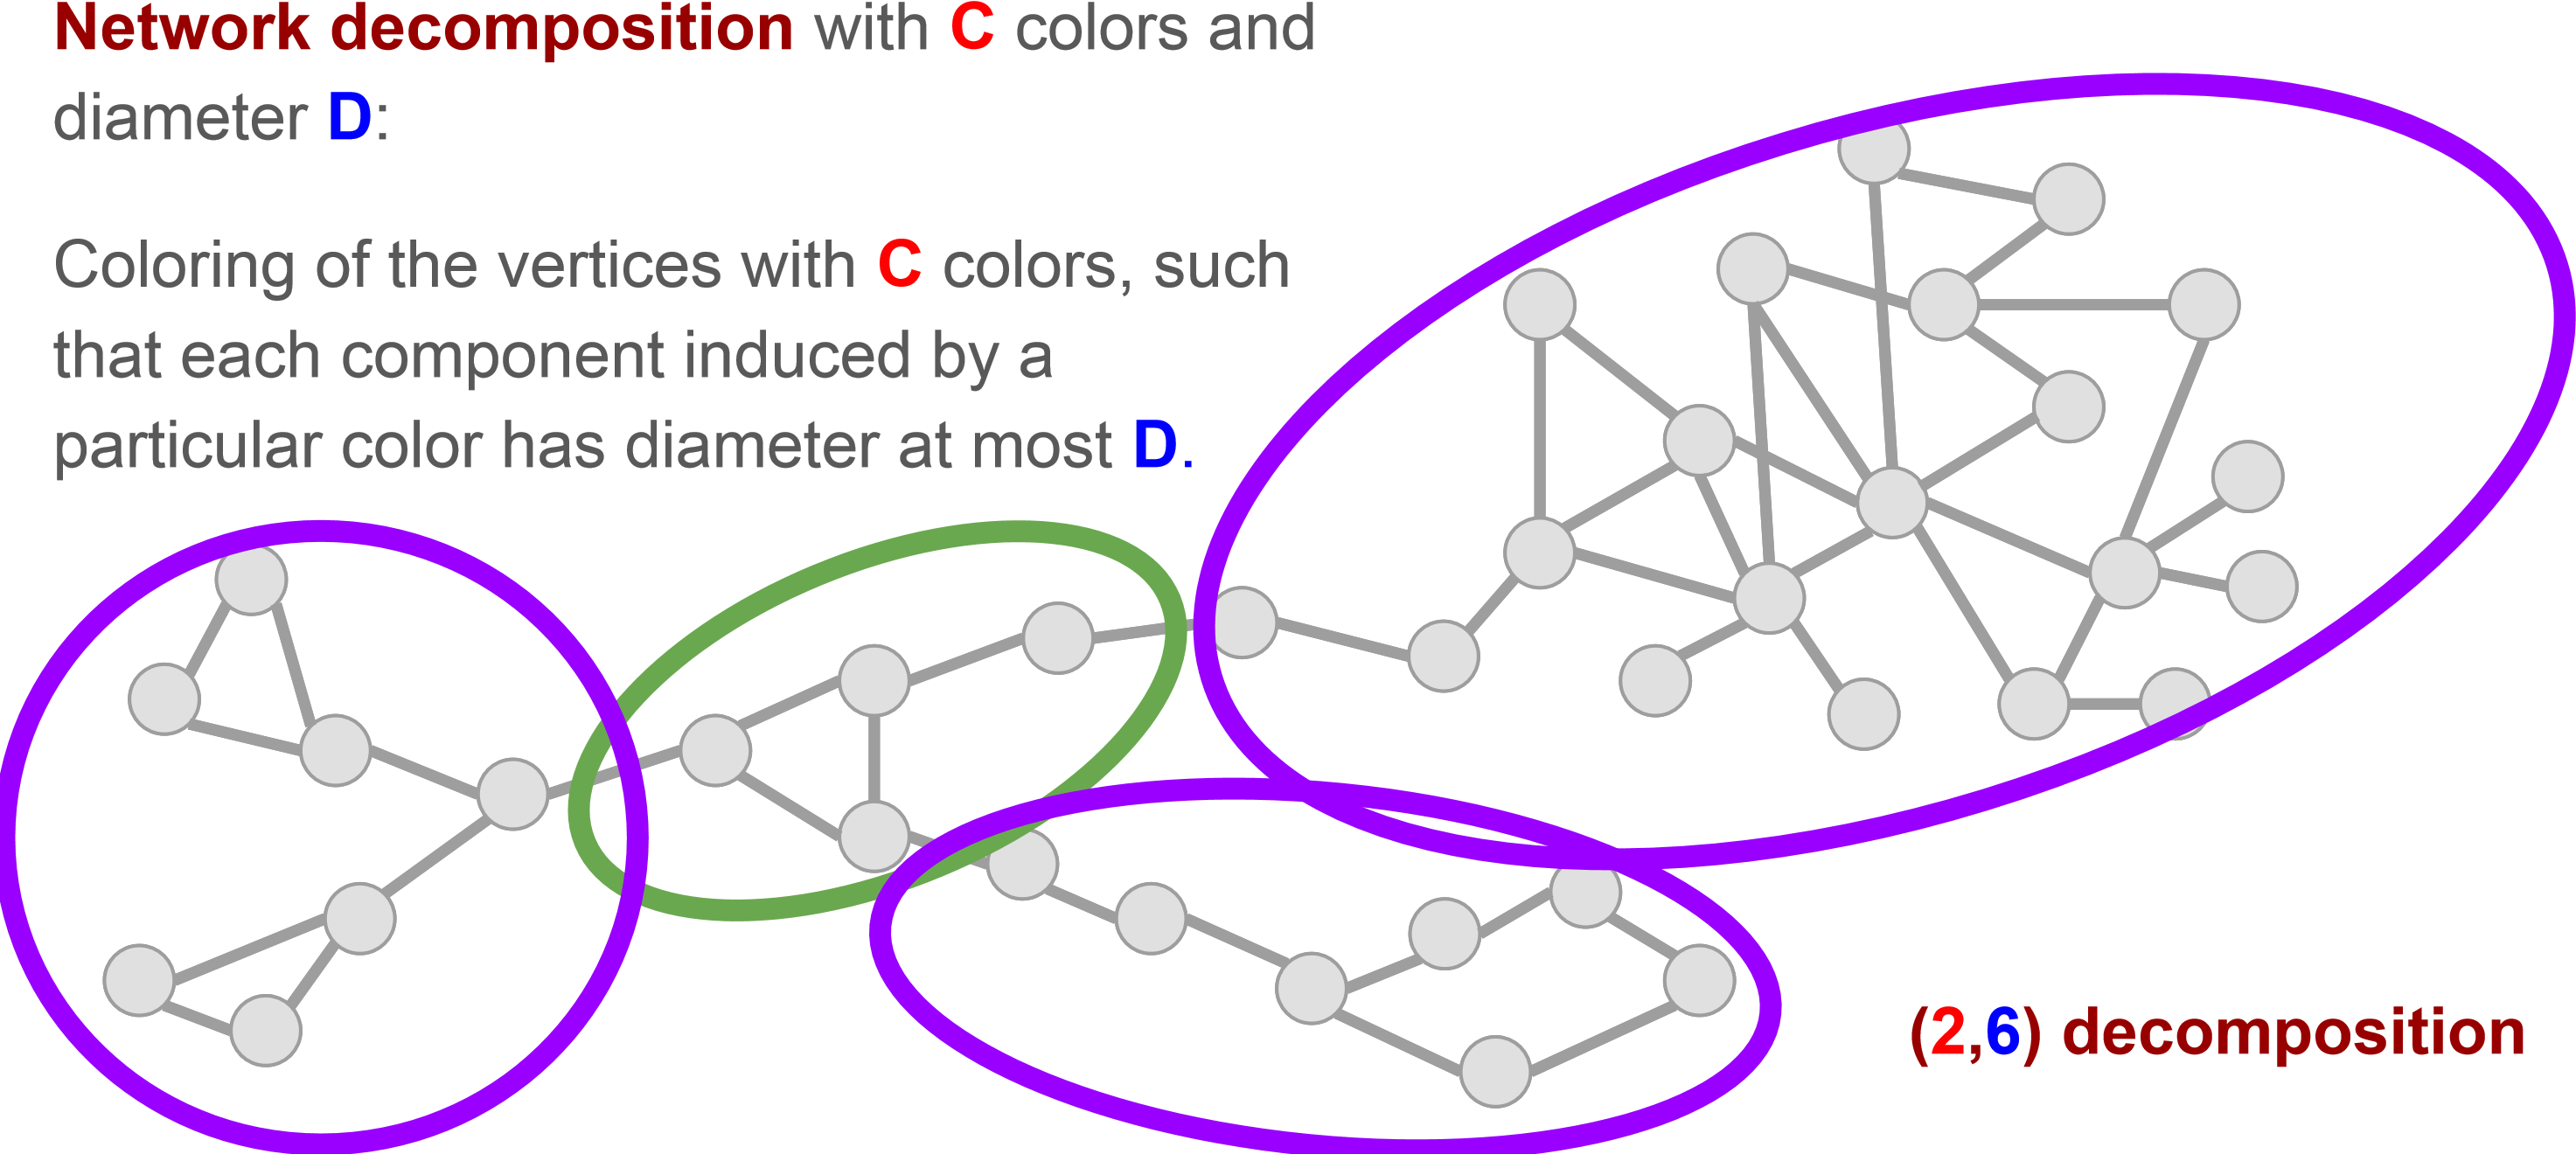 Network decomposition with C colors and
diameter D:
Coloring of the vertices with C colors, such
that each component induced by a
particular color has diameter at most D.
(2,6) decomposition